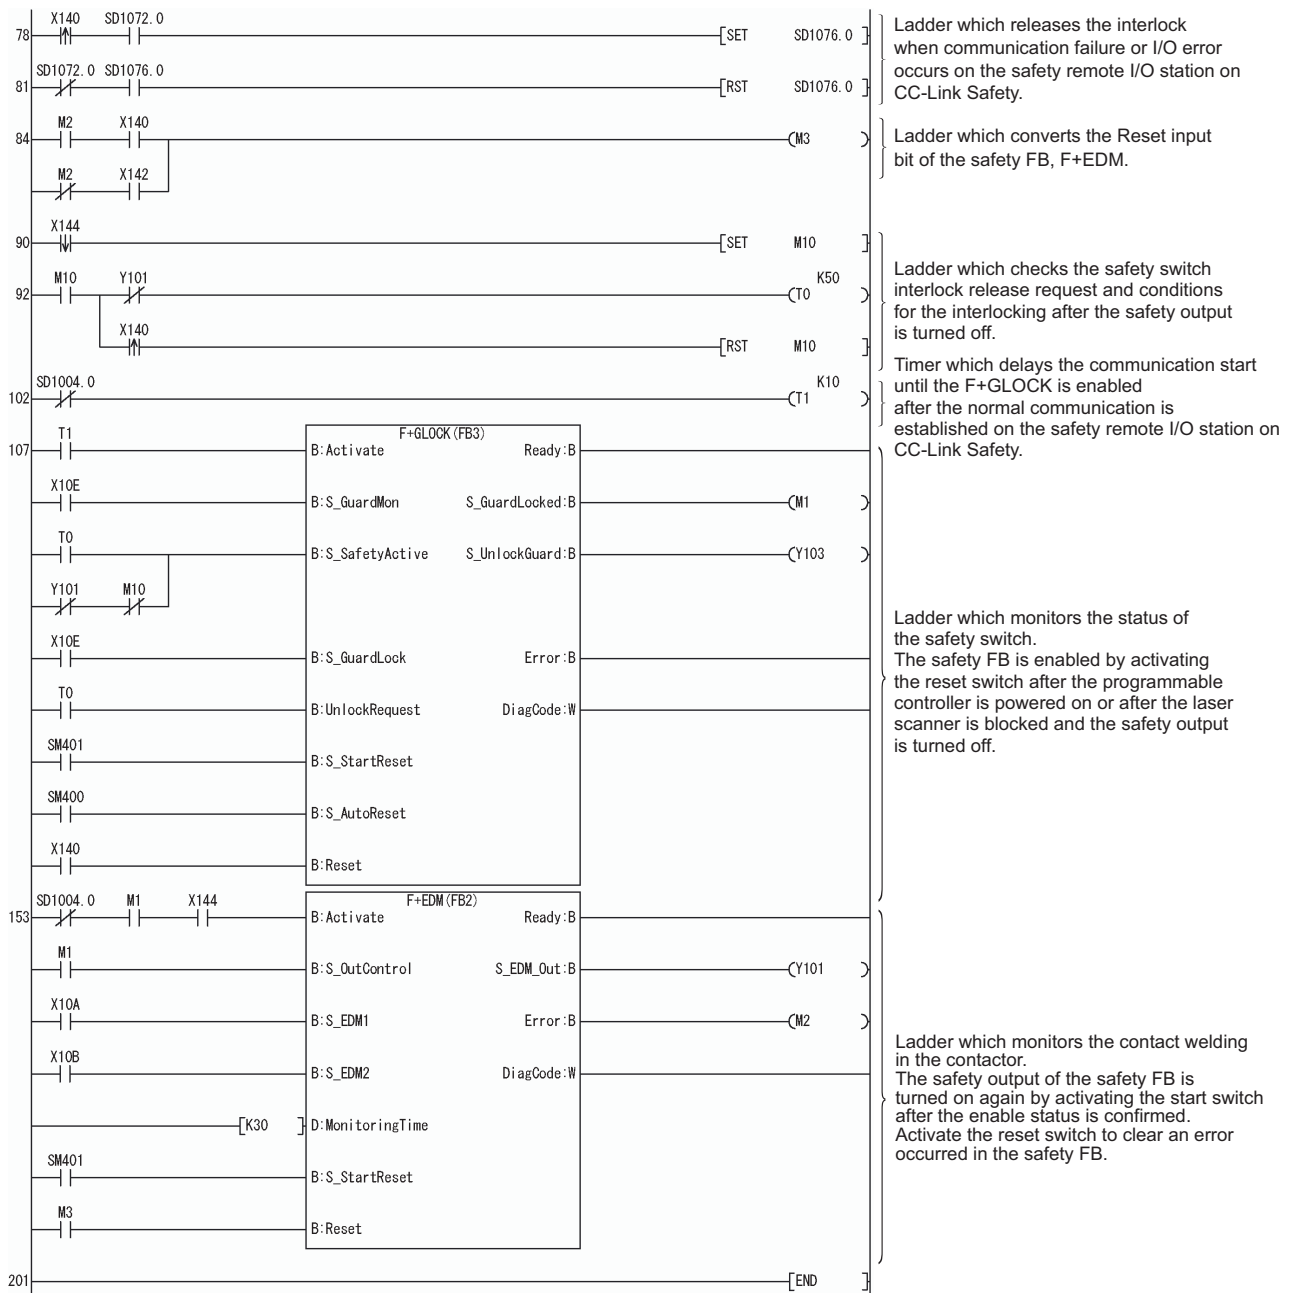 X140 SD1072.0
78 [SET SD1076.0 ]
Ladder which releases the interlock
when communication failure or I/O error
occurs on the safety remote I/O station on
CC-Link Safety.
SD1072.0 SD1076.0
81 [RST SD1076.0 ]
M2 X140
84 (M3 )
Ladder which converts the Reset input
bit of the safety FB, F+EDM.
M2 X142
X144
90 [SET M10 ]
M10 Y101 K50
92 (T0 )
Ladder which checks the safety switch
interlock release request and conditions
for the interlocking after the safety output
is turned off.
X140
[RST M10 ]
SD1004.0 K10
102 (T1 )
Timer which delays the communication start
until the F+GLOCK is enabled
after the normal communication is
established on the safety remote I/O station on
CC-Link Safety.
T1 F+GLOCK(FB3)
107 B:Activate Ready:B
X10E
B:S_GuardMon S_GuardLocked:B (M1 )
T0
B:S_SafetyActive S_UnlockGuard:B (Y103 )
Y101 M10
X10E
B:S_GuardLock Error:B
T0
B:UnlockRequest DiagCode:W
SM401
B:S_StartReset
SM400
B:S_AutoReset
X140
B:Reset
Ladder which monitors the status of
the safety switch.
The safety FB is enabled by activating
the reset switch after the programmable
controller is powered on or after the laser
scanner is blocked and the safety output
is turned off.
SD1004.0 M1 X144 F+EDM(FB2)
153 B:Activate Ready:B
M1
B:S_OutControl S_EDM_Out:B (Y101 )
X10A
B:S_EDM1 Error:B (M2 )
X10B
B:S_EDM2 DiagCode:W
[K30 ] D:MonitoringTime
SM401
B:S_StartReset
M3
B:Reset
Ladder which monitors the contact welding
in the contactor.
The safety output of the safety FB is
turned on again by activating the start switch
after the enable status is confirmed.
Activate the reset switch to clear an error
occurred in the safety FB.
201 [END ]